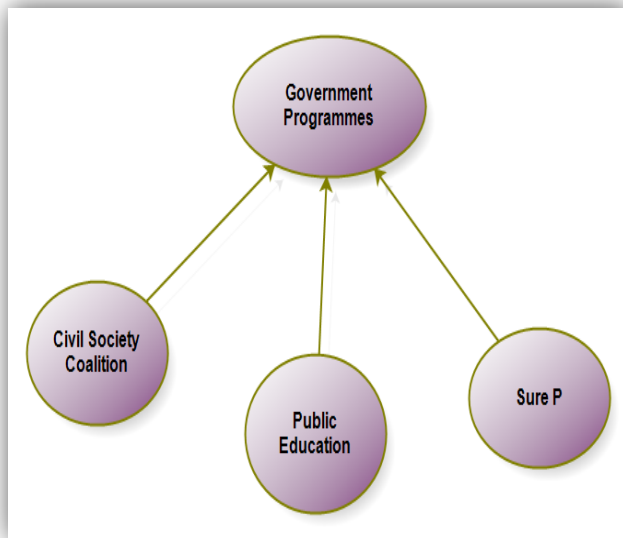 Government
Programmes
Civil Society
Coalition
Public
Education
Sure P